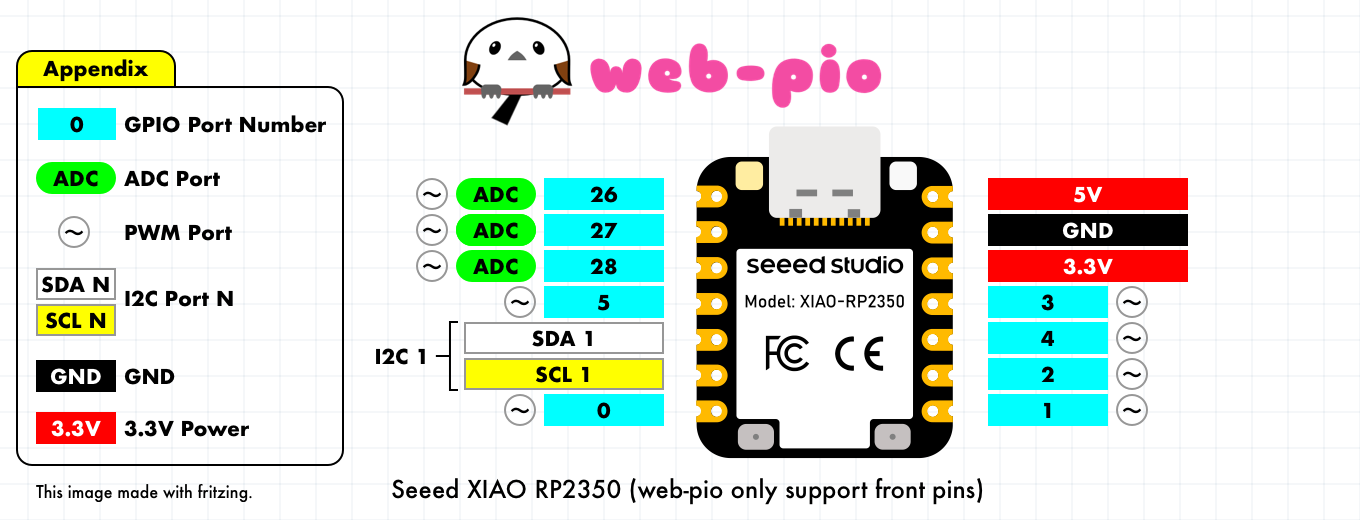 web-pio
Appendix
0 GPIO Port Number
ADC ADC Port
~ PWM Port
SDA N
SCL N
I2C Port N
GND GND
3.3V 3.3V Power
This image made with fritzing.
~ ADC 26
~ ADC 27
~ ADC 28
~ 5
I2C 1
SDA 1
SCL 1
~ 0
seeed studio
Model: XIAO-RP2350
FC CE
5V
GND
3.3V
3 ~
4 ~
2 ~
1 ~
Seeed XIAO RP2350 (web-pio only support front pins)